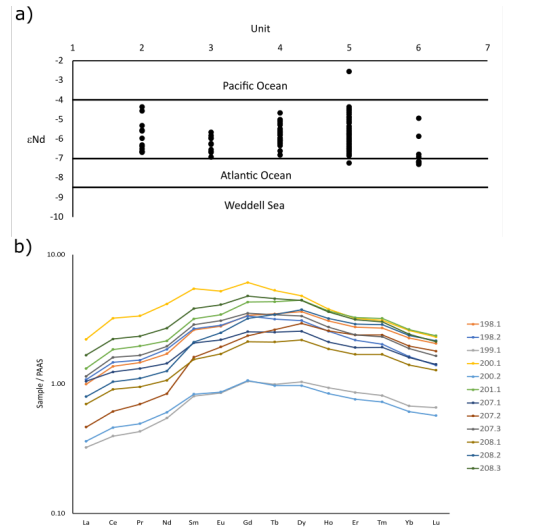 a)
Unit
1 2 3 4 5 6 7
-2
-3
Pacific Ocean
-4
-5
εNd -6
-7
Atlantic Ocean
-8
Weddell Sea
-9
-10
b)
10.00
Sample / PAAS
1.00
0.10
La Ce Pr Nd Sm Eu Gd Tb Dy Ho Er Tm Yb Lu
198.1
198.2
199.1
200.1
200.2
201.1
207.1
207.2
207.3
208.1
208.2
208.3